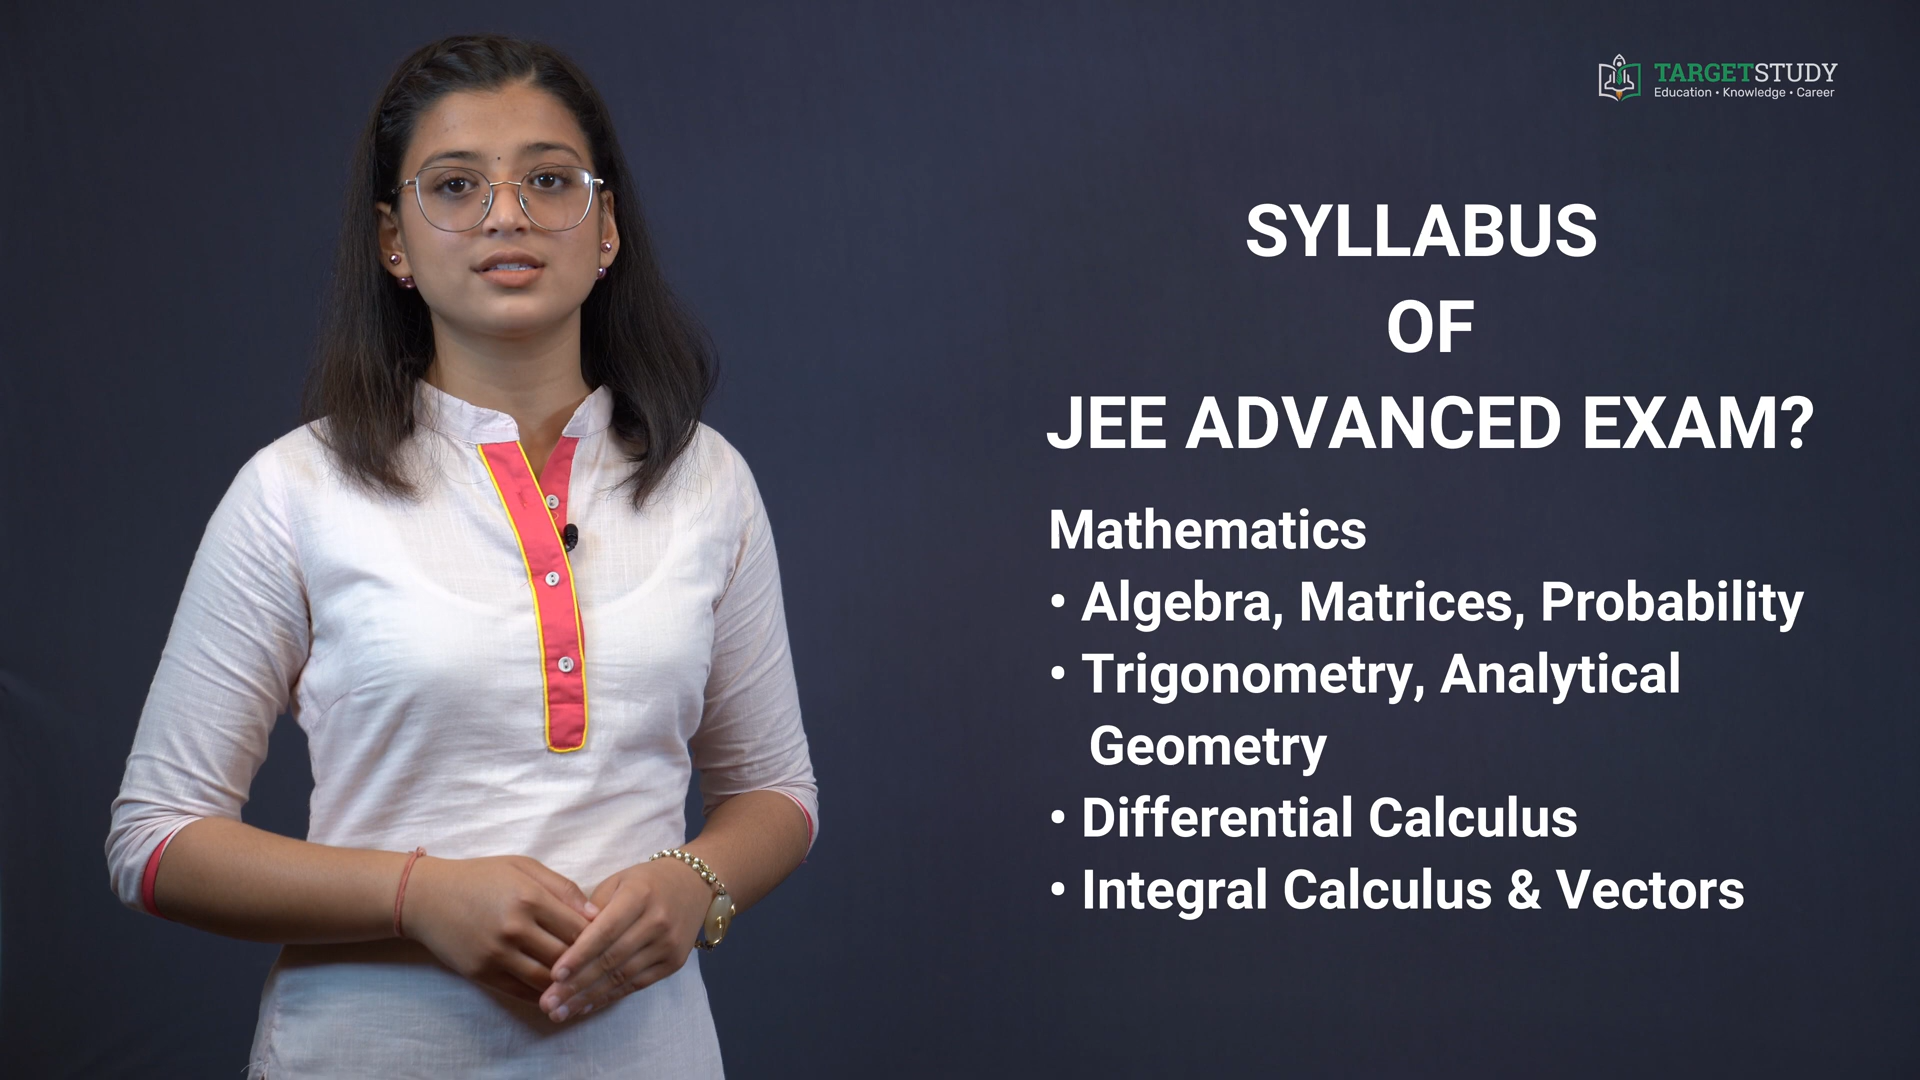 TARGETSTUDY
Education • Knowledge • Career
SYLLABUS
OF
JEE ADVANCED EXAM?
Mathematics
• Algebra, Matrices, Probability
• Trigonometry, Analytical
Geometry
• Differential Calculus
• Integral Calculus & Vectors